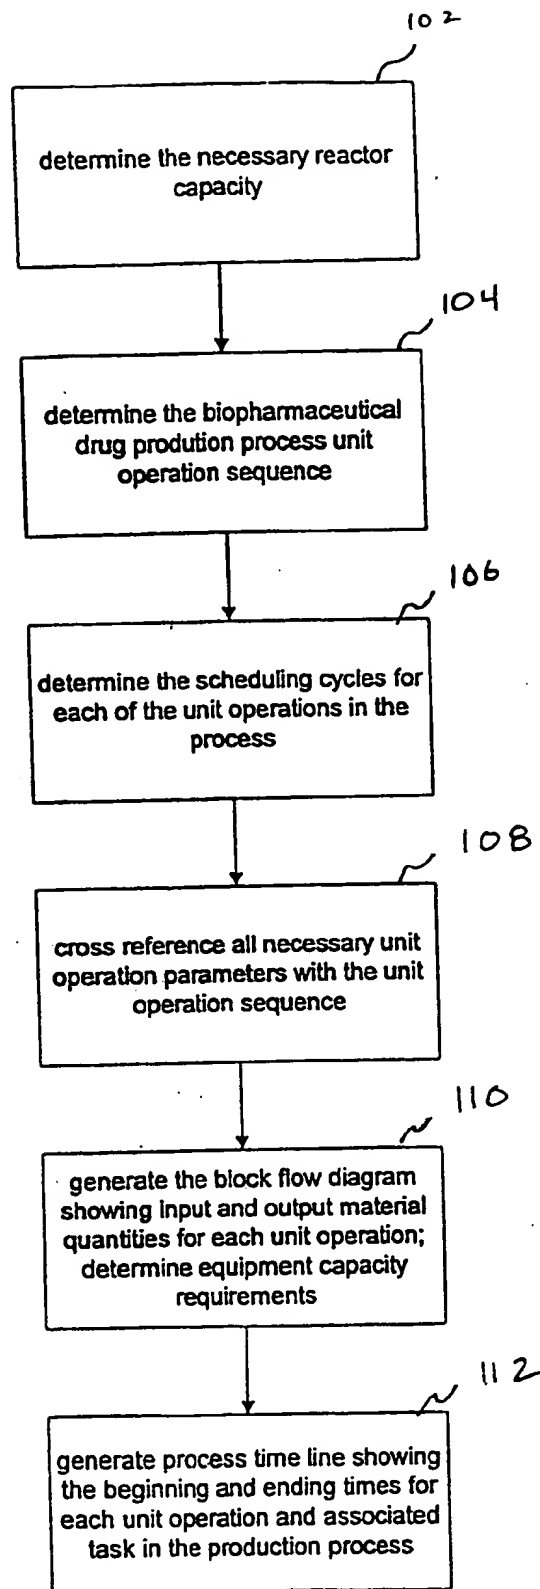 102
determine the necessary reactor
capacity
104
determine the biopharmaceutical
drug prodution process unit
operation sequence
106
determine the scheduling cycles for
each of the unit operations in the
process
108
cross reference all necessary unit
operation parameters with the unit
operation sequence
110
generate the block flow diagram
showing input and output material
quantities for each unit operation;
determine equipment capacity
requirements
112
generate process time line showing
the beginning and ending times for
each unit operation and associated
task in the production process